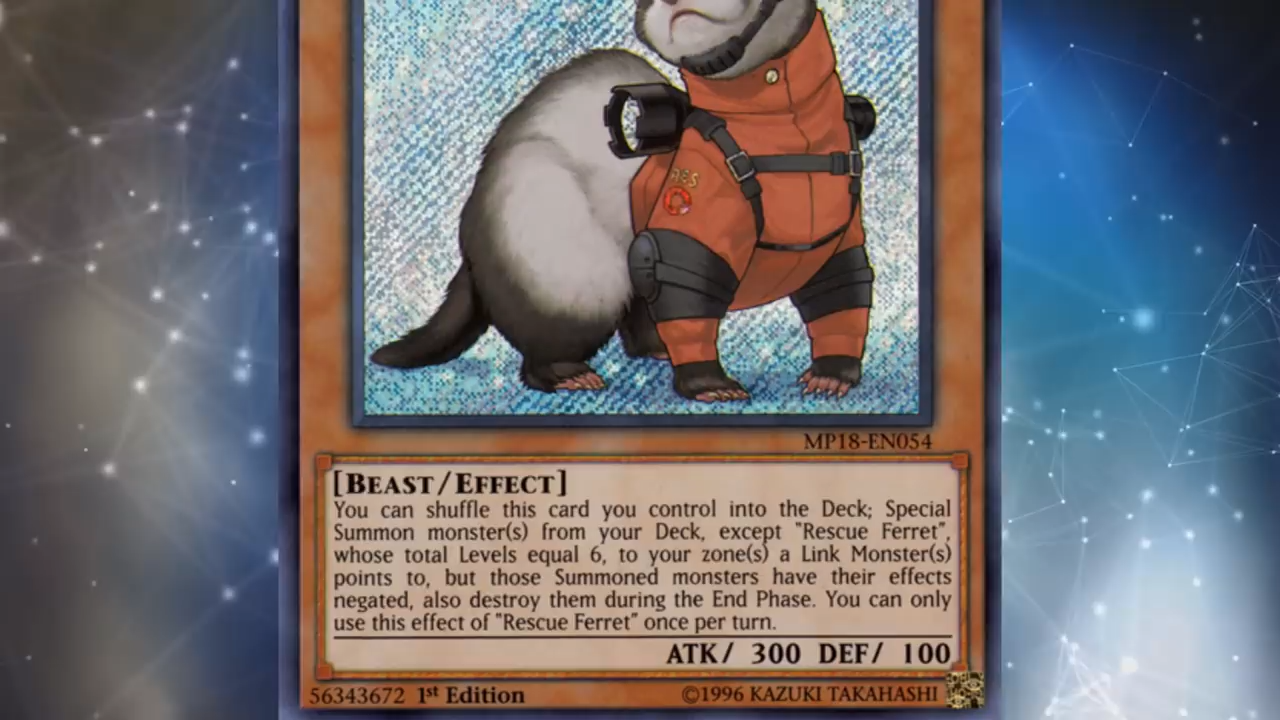 RES
MP18-EN054
[BEAST/EFFECT]
You can shuffle this card you control into the Deck; Special
Summon monster(s) from your Deck, except "Rescue Ferret",
whose total Levels equal 6, to your zone(s) a Link Monster(s)
points to, but those Summoned monsters have their effects
negated, also destroy them during the End Phase. You can only
use this effect of "Rescue Ferret" once per turn.
ATK/ 300 DEF/ 100
56343672 1st Edition ©1996 KAZUKI TAKAHASHI